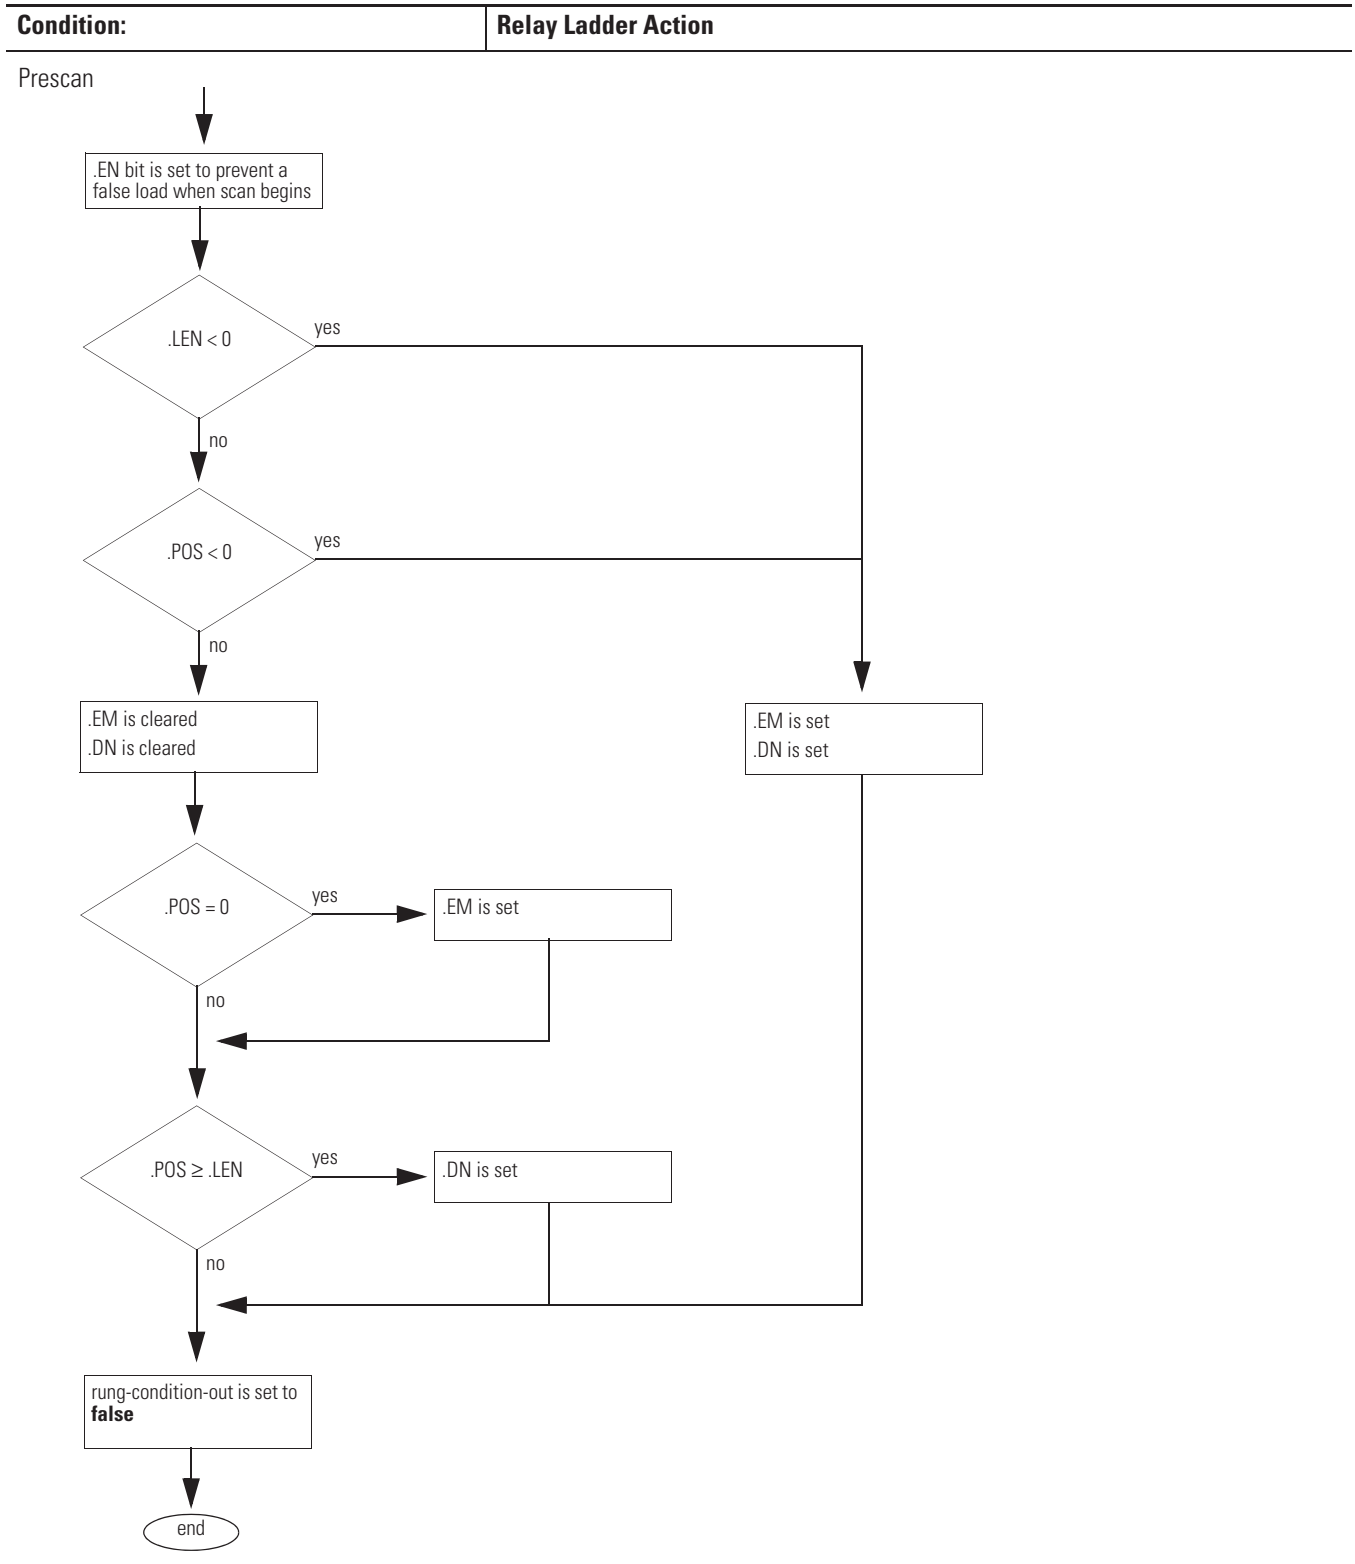 Condition:
Relay Ladder Action
Prescan
.EN bit is set to prevent a
false load when scan begins
.LEN < 0
yes
no
.POS < 0
yes
no
.EM is cleared
.DN is cleared
.EM is set
.DN is set
.POS = 0
yes
.EM is set
no
.POS ≥ .LEN
yes
.DN is set
no
rung-condition-out is set to
false
end